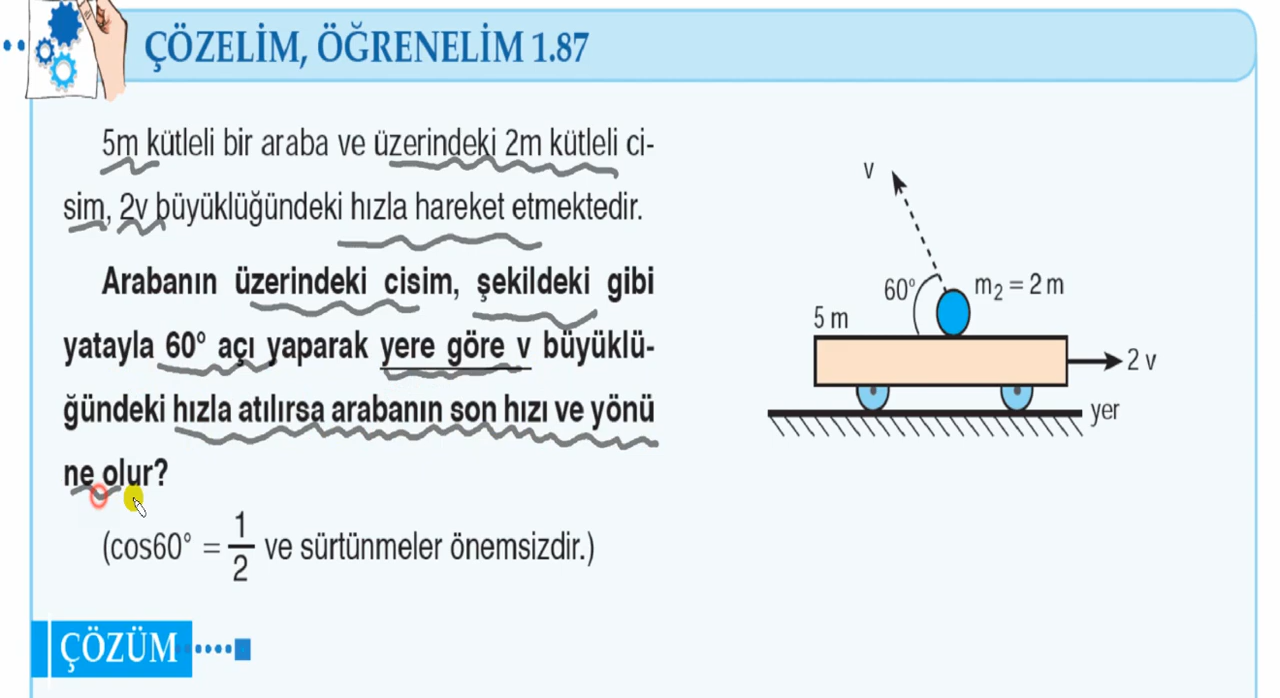 ÇÖZELİM, ÖĞRENELİM 1.87
5m kütleli bir araba ve üzerindeki 2m kütleli ci-
sim, 2v büyüklüğündeki hızla hareket etmektedir.
Arabanın üzerindeki cisim, şekildeki gibi
yatayla 60° açı yaparak yere göre v büyüklü-
ğündeki hızla atılırsa arabanın son hızı ve yönü
ne olur?
(cos60° = 1/2 ve sürtünmeler önemsizdir.)
v
60°
m₂ = 2 m
5 m
2 v
yer
ÇÖZÜM